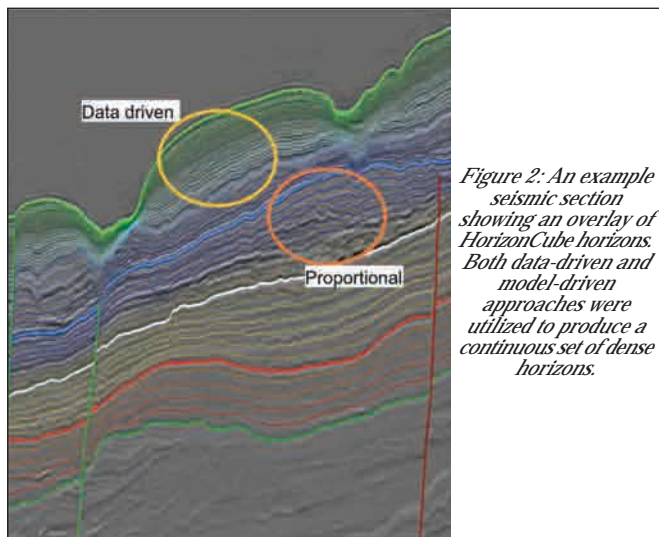 Data driven
Proportional
Figure 2: An example
seismic section
showing an overlay of
HorizonCube horizons.
Both data-driven and
model-driven
approaches were
utilized to produce a
continuous set of dense
horizons.